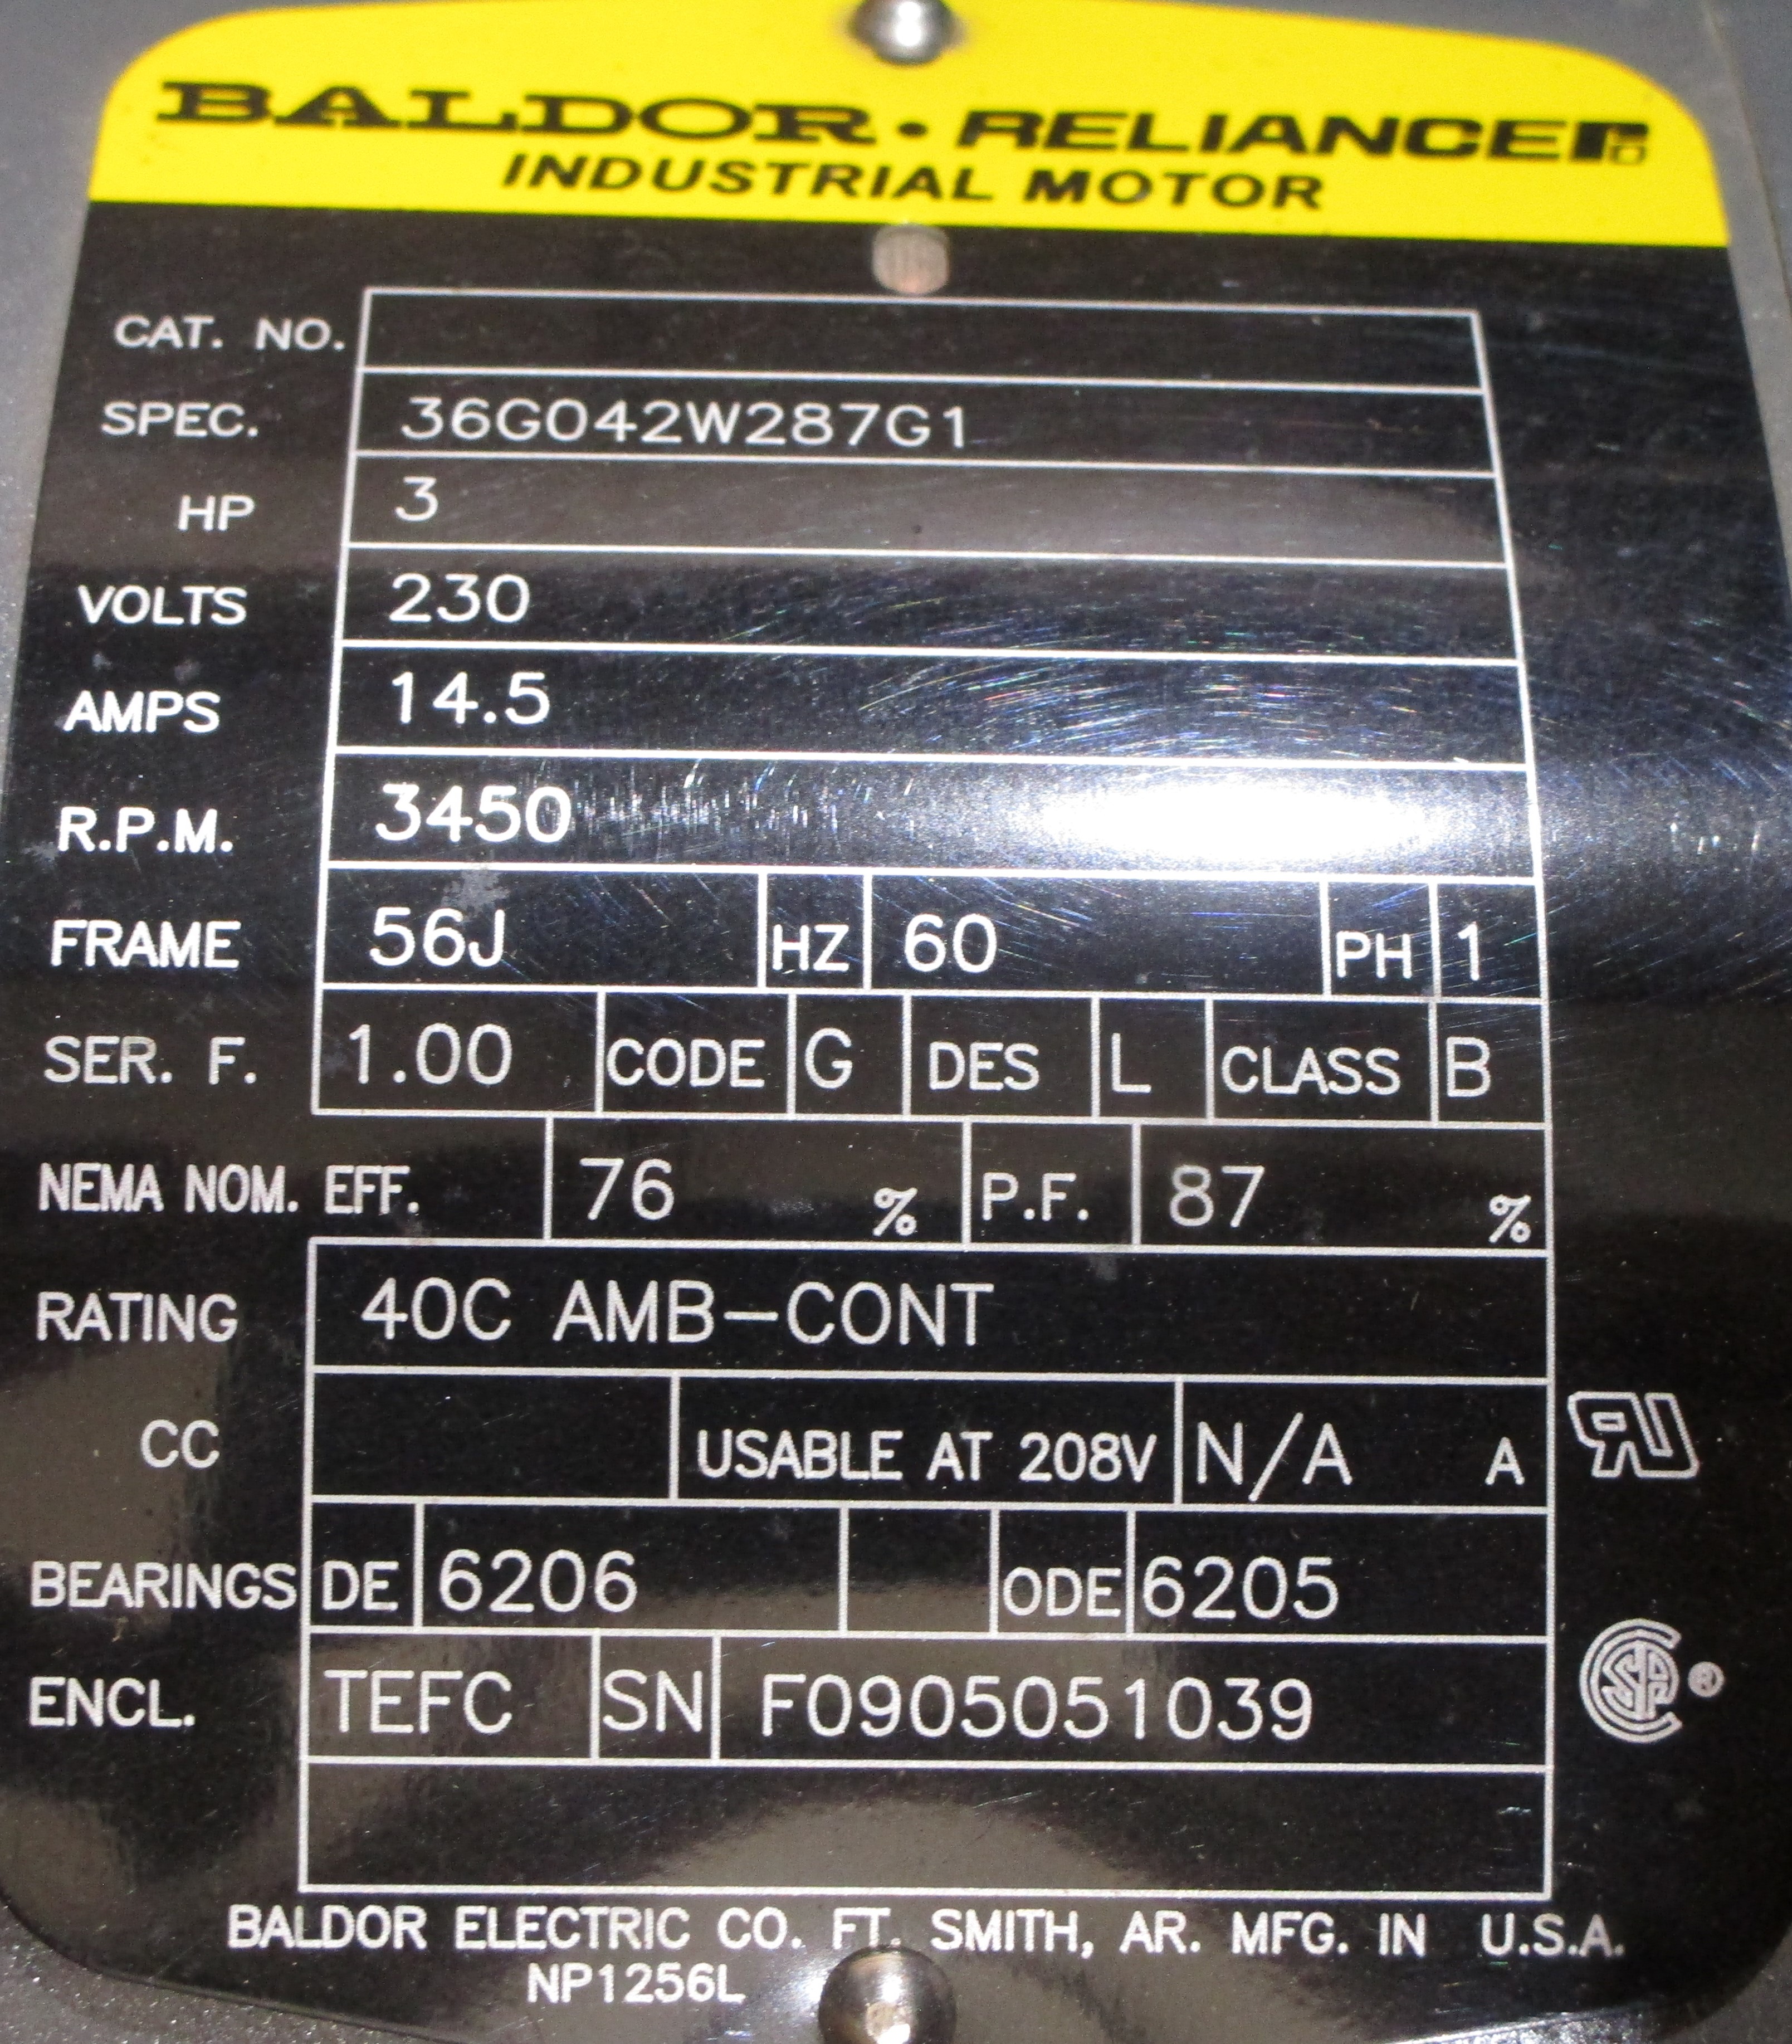 BALDOR • RELIANCE
INDUSTRIAL MOTOR
CAT. NO.
SPEC. 36G042W287G1
HP 3
VOLTS 230
AMPS 14.5
R.P.M. 3450
FRAME 56J HZ 60 PH 1
SER. F. 1.00 CODE G DES L CLASS B
NEMA NOM. EFF. 76 % P.F. 87 %
RATING 40C AMB-CONT
CC USABLE AT 208V N/A A
BEARINGS DE 6206 ODE 6205
ENCL. TEFC SN F0905051039
BALDOR ELECTRIC CO. FT. SMITH, AR. MFG. IN U.S.A.
NP1256L
RU
CSA ®